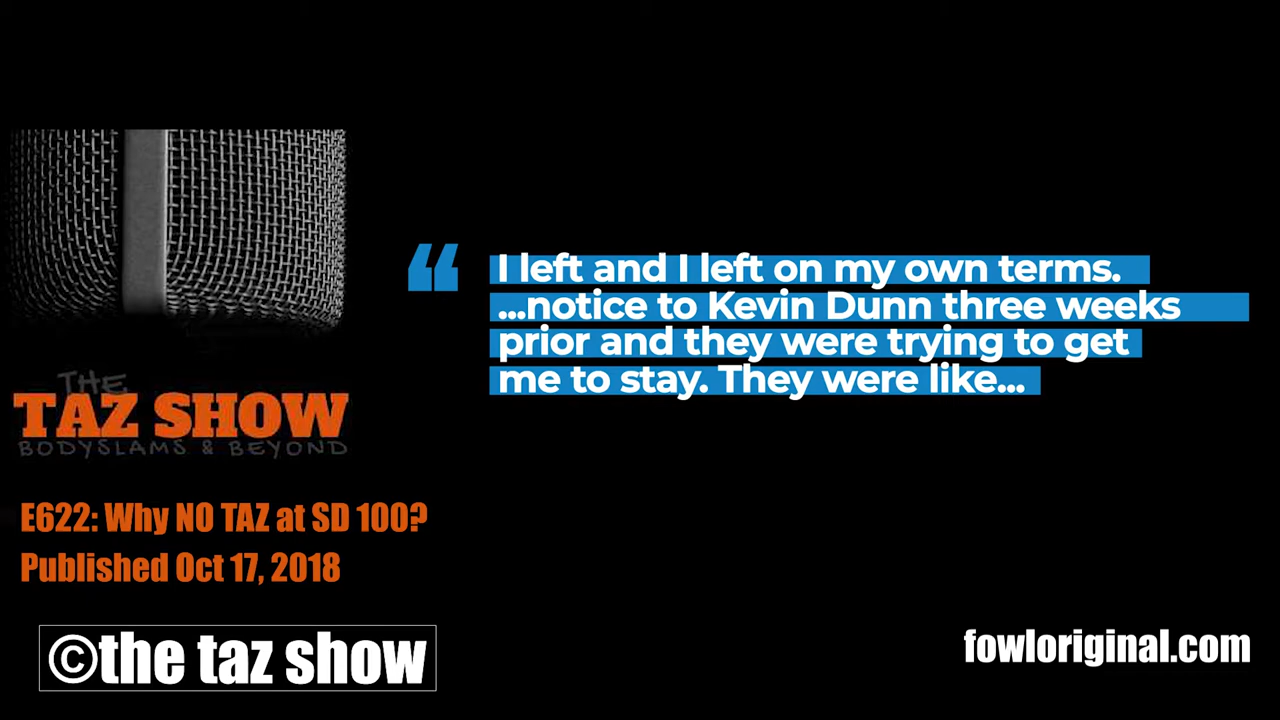 THE
TAZ SHOW
BODYSLAMS & BEYOND
E622: Why NO TAZ at SD 100?
Published Oct 17, 2018
©the taz show
“
I left and I left on my own terms.
...notice to Kevin Dunn three weeks
prior and they were trying to get
me to stay. They were like...
fowloriginal.com